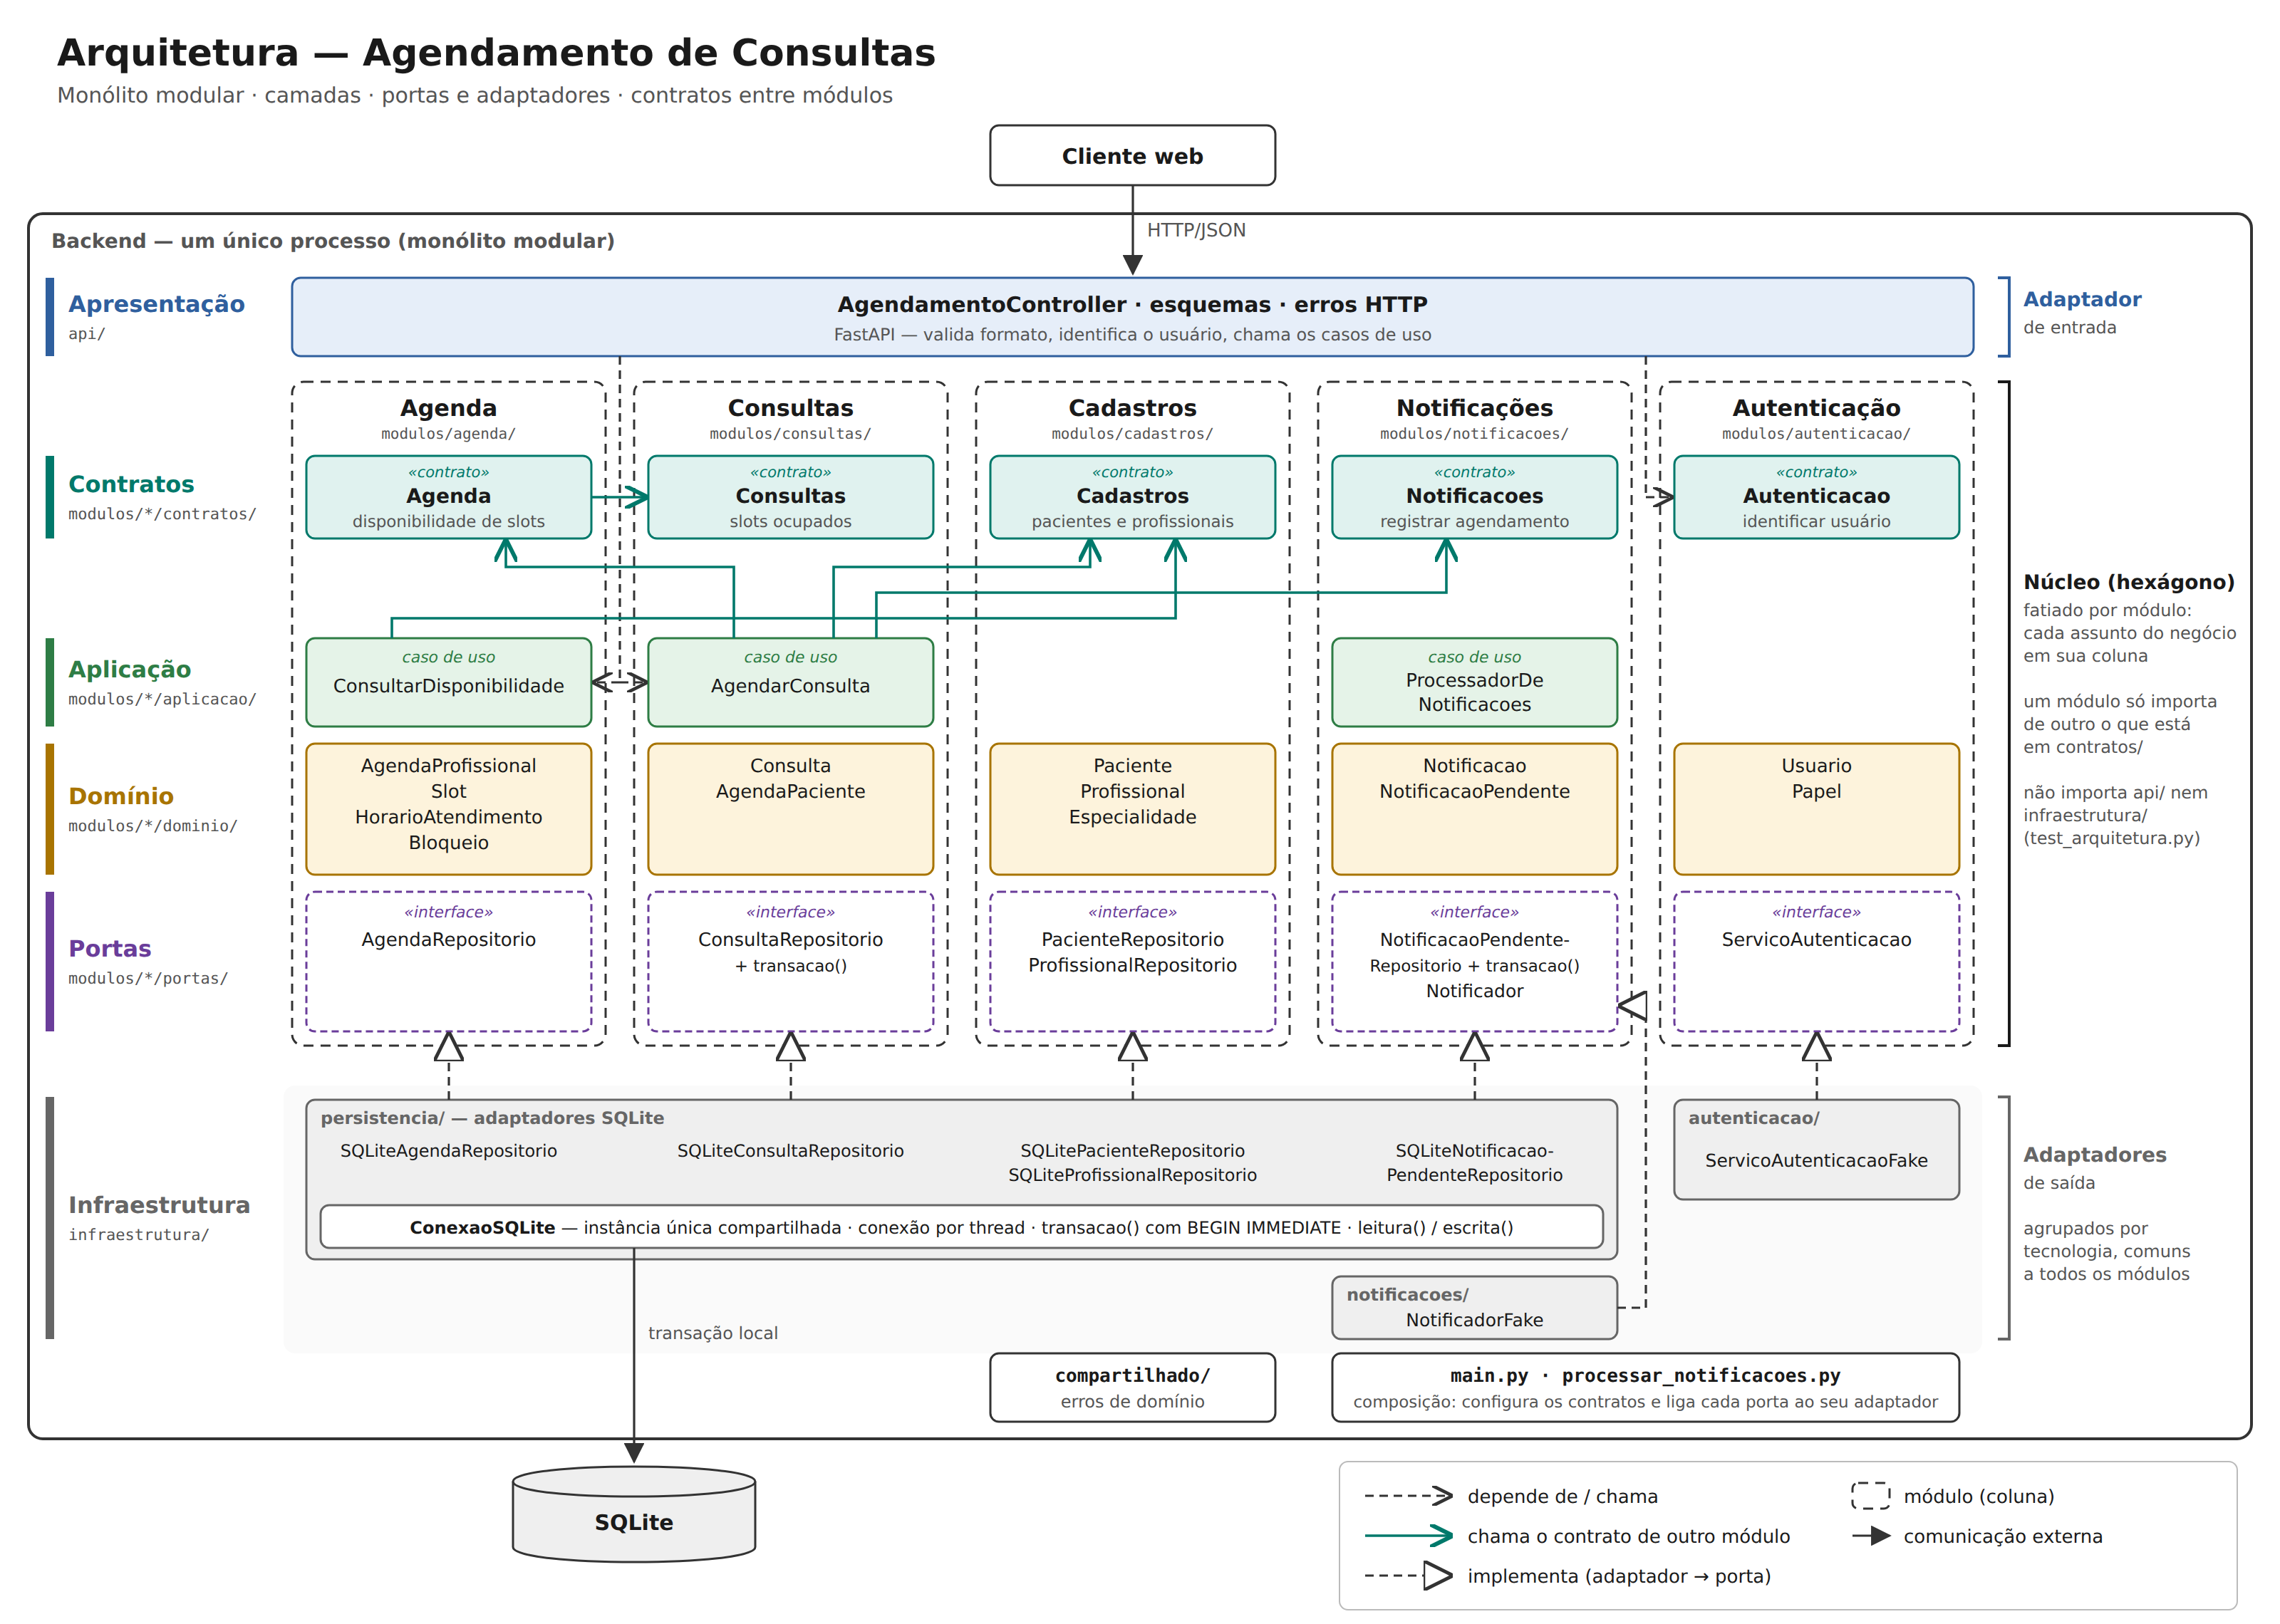 Arquitetura — Agendamento de Consultas
Monólito modular · camadas · portas e adaptadores · contratos entre módulos
Cliente web
Backend — um único processo (monólito modular)
HTTP/JSON
Apresentação
api/
AgendamentoController · esquemas · erros HTTP
FastAPI — valida formato, identifica o usuário, chama os casos de uso
Adaptador
de entrada
Agenda
modulos/agenda/
Consultas
modulos/consultas/
Cadastros
modulos/cadastros/
Notificações
modulos/notificacoes/
Autenticação
modulos/autenticacao/
Contratos
modulos/*/contratos/
«contrato»
Agenda
disponibilidade de slots
«contrato»
Consultas
slots ocupados
«contrato»
Cadastros
pacientes e profissionais
«contrato»
Notificacoes
registrar agendamento
«contrato»
Autenticacao
identificar usuário
Núcleo (hexágono)
fatiado por módulo:
cada assunto do negócio
em sua coluna
um módulo só importa
de outro o que está
em contratos/
não importa api/ nem
infraestrutura/
(test_arquitetura.py)
Aplicação
modulos/*/aplicacao/
caso de uso
ConsultarDisponibilidade
caso de uso
AgendarConsulta
caso de uso
ProcessadorDe
Notificacoes
Domínio
modulos/*/dominio/
AgendaProfissional
Slot
HorarioAtendimento
Bloqueio
Consulta
AgendaPaciente
Paciente
Profissional
Especialidade
Notificacao
NotificacaoPendente
Usuario
Papel
Portas
modulos/*/portas/
«interface»
AgendaRepositorio
«interface»
ConsultaRepositorio
+ transacao()
«interface»
PacienteRepositorio
ProfissionalRepositorio
«interface»
NotificacaoPendente-
Repositorio + transacao()
Notificador
«interface»
ServicoAutenticacao
Infraestrutura
infraestrutura/
persistencia/ — adaptadores SQLite
SQLiteAgendaRepositorio
SQLiteConsultaRepositorio
SQLitePacienteRepositorio
SQLiteProfissionalRepositorio
SQLiteNotificacao-
PendenteRepositorio
ConexaoSQLite — instância única compartilhada · conexão por thread · transacao() com BEGIN IMMEDIATE · leitura() / escrita()
autenticacao/
ServicoAutenticacaoFake
Adaptadores
de saída
agrupados por
tecnologia, comuns
a todos os módulos
notificacoes/
NotificadorFake
transação local
compartilhado/
erros de domínio
main.py · processar_notificacoes.py
composição: configura os contratos e liga cada porta ao seu adaptador
SQLite
depende de / chama
chama o contrato de outro módulo
implementa (adaptador → porta)
módulo (coluna)
comunicação externa